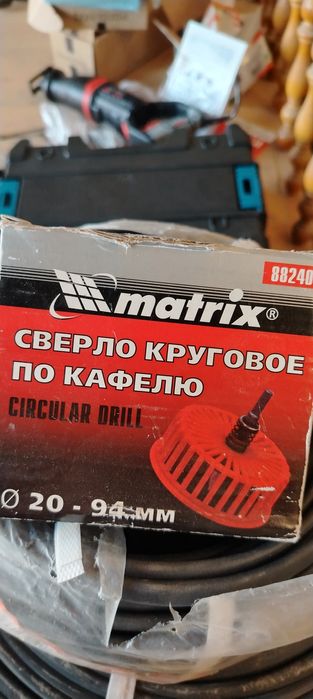 88240
matrix®
СВЕРЛО КРУГОВОЕ
ПО КАФЕЛЮ
CIRCULAR DRILL
Ø 20 - 94 мм